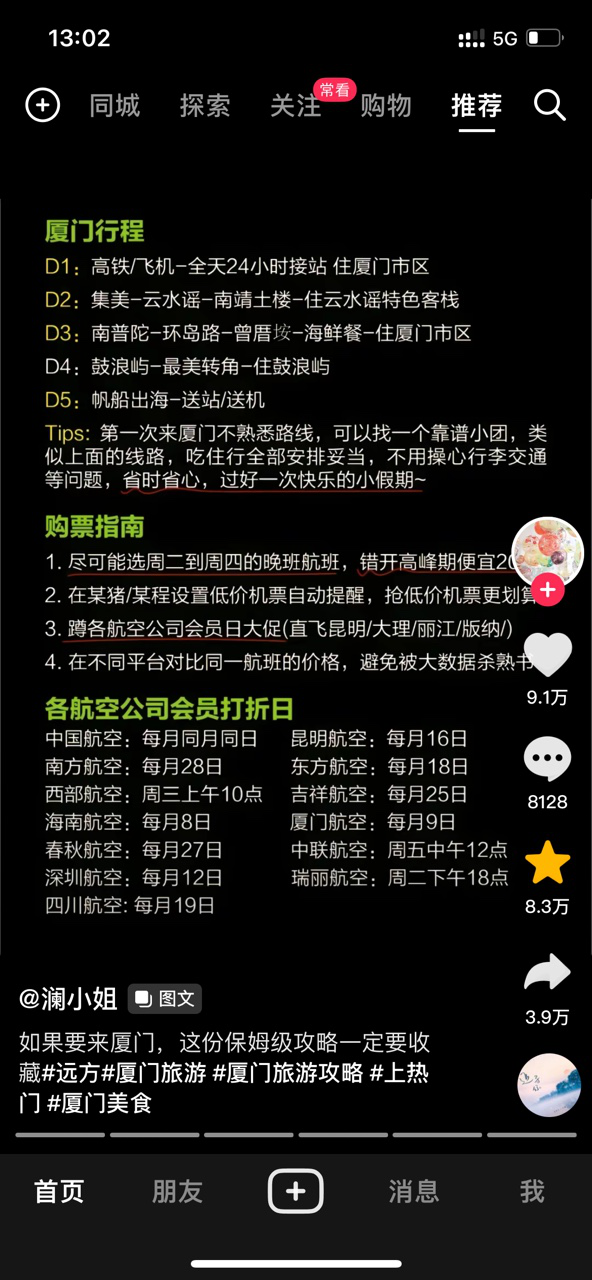 13:02
5G
同城
探索
关注
常看
购物
推荐
厦门行程
D1：高铁/飞机-全天24小时接站 住厦门市区
D2：集美-云水谣-南靖土楼-住云水谣特色客栈
D3：南普陀-环岛路-曾厝垵-海鲜餐-住厦门市区
D4：鼓浪屿-最美转角-住鼓浪屿
D5：帆船出海-送站/送机
Tips: 第一次来厦门不熟悉路线，可以找一个靠谱小团，类
似上面的线路，吃住行全部安排妥当，不用操心行李交通
等问题，省时省心，过好一次快乐的小假期~
购票指南
1. 尽可能选周二到周四的晚班航班，错开高峰期便宜20
2. 在某猪/某程设置低价机票自动提醒，抢低价机票更划算
3. 蹲各航空公司会员日大促(直飞昆明/大理/丽江/版纳/)
4. 在不同平台对比同一航班的价格，避免被大数据杀熟书
各航空公司会员打折日
中国航空：每月同月同日 昆明航空：每月16日
南方航空：每月28日 东方航空：每月18日
西部航空：周三上午10点 吉祥航空：每月25日
海南航空：每月8日 厦门航空：每月9日
春秋航空：每月27日 中联航空：周五中午12点
深圳航空：每月12日 瑞丽航空：周二下午18点
四川航空: 每月19日
9.1万
8128
8.3万
3.9万
@澜小姐 图文
如果要来厦门，这份保姆级攻略一定要收
藏#远方#厦门旅游 #厦门旅游攻略 #上热
门 #厦门美食
首页
朋友
消息
我